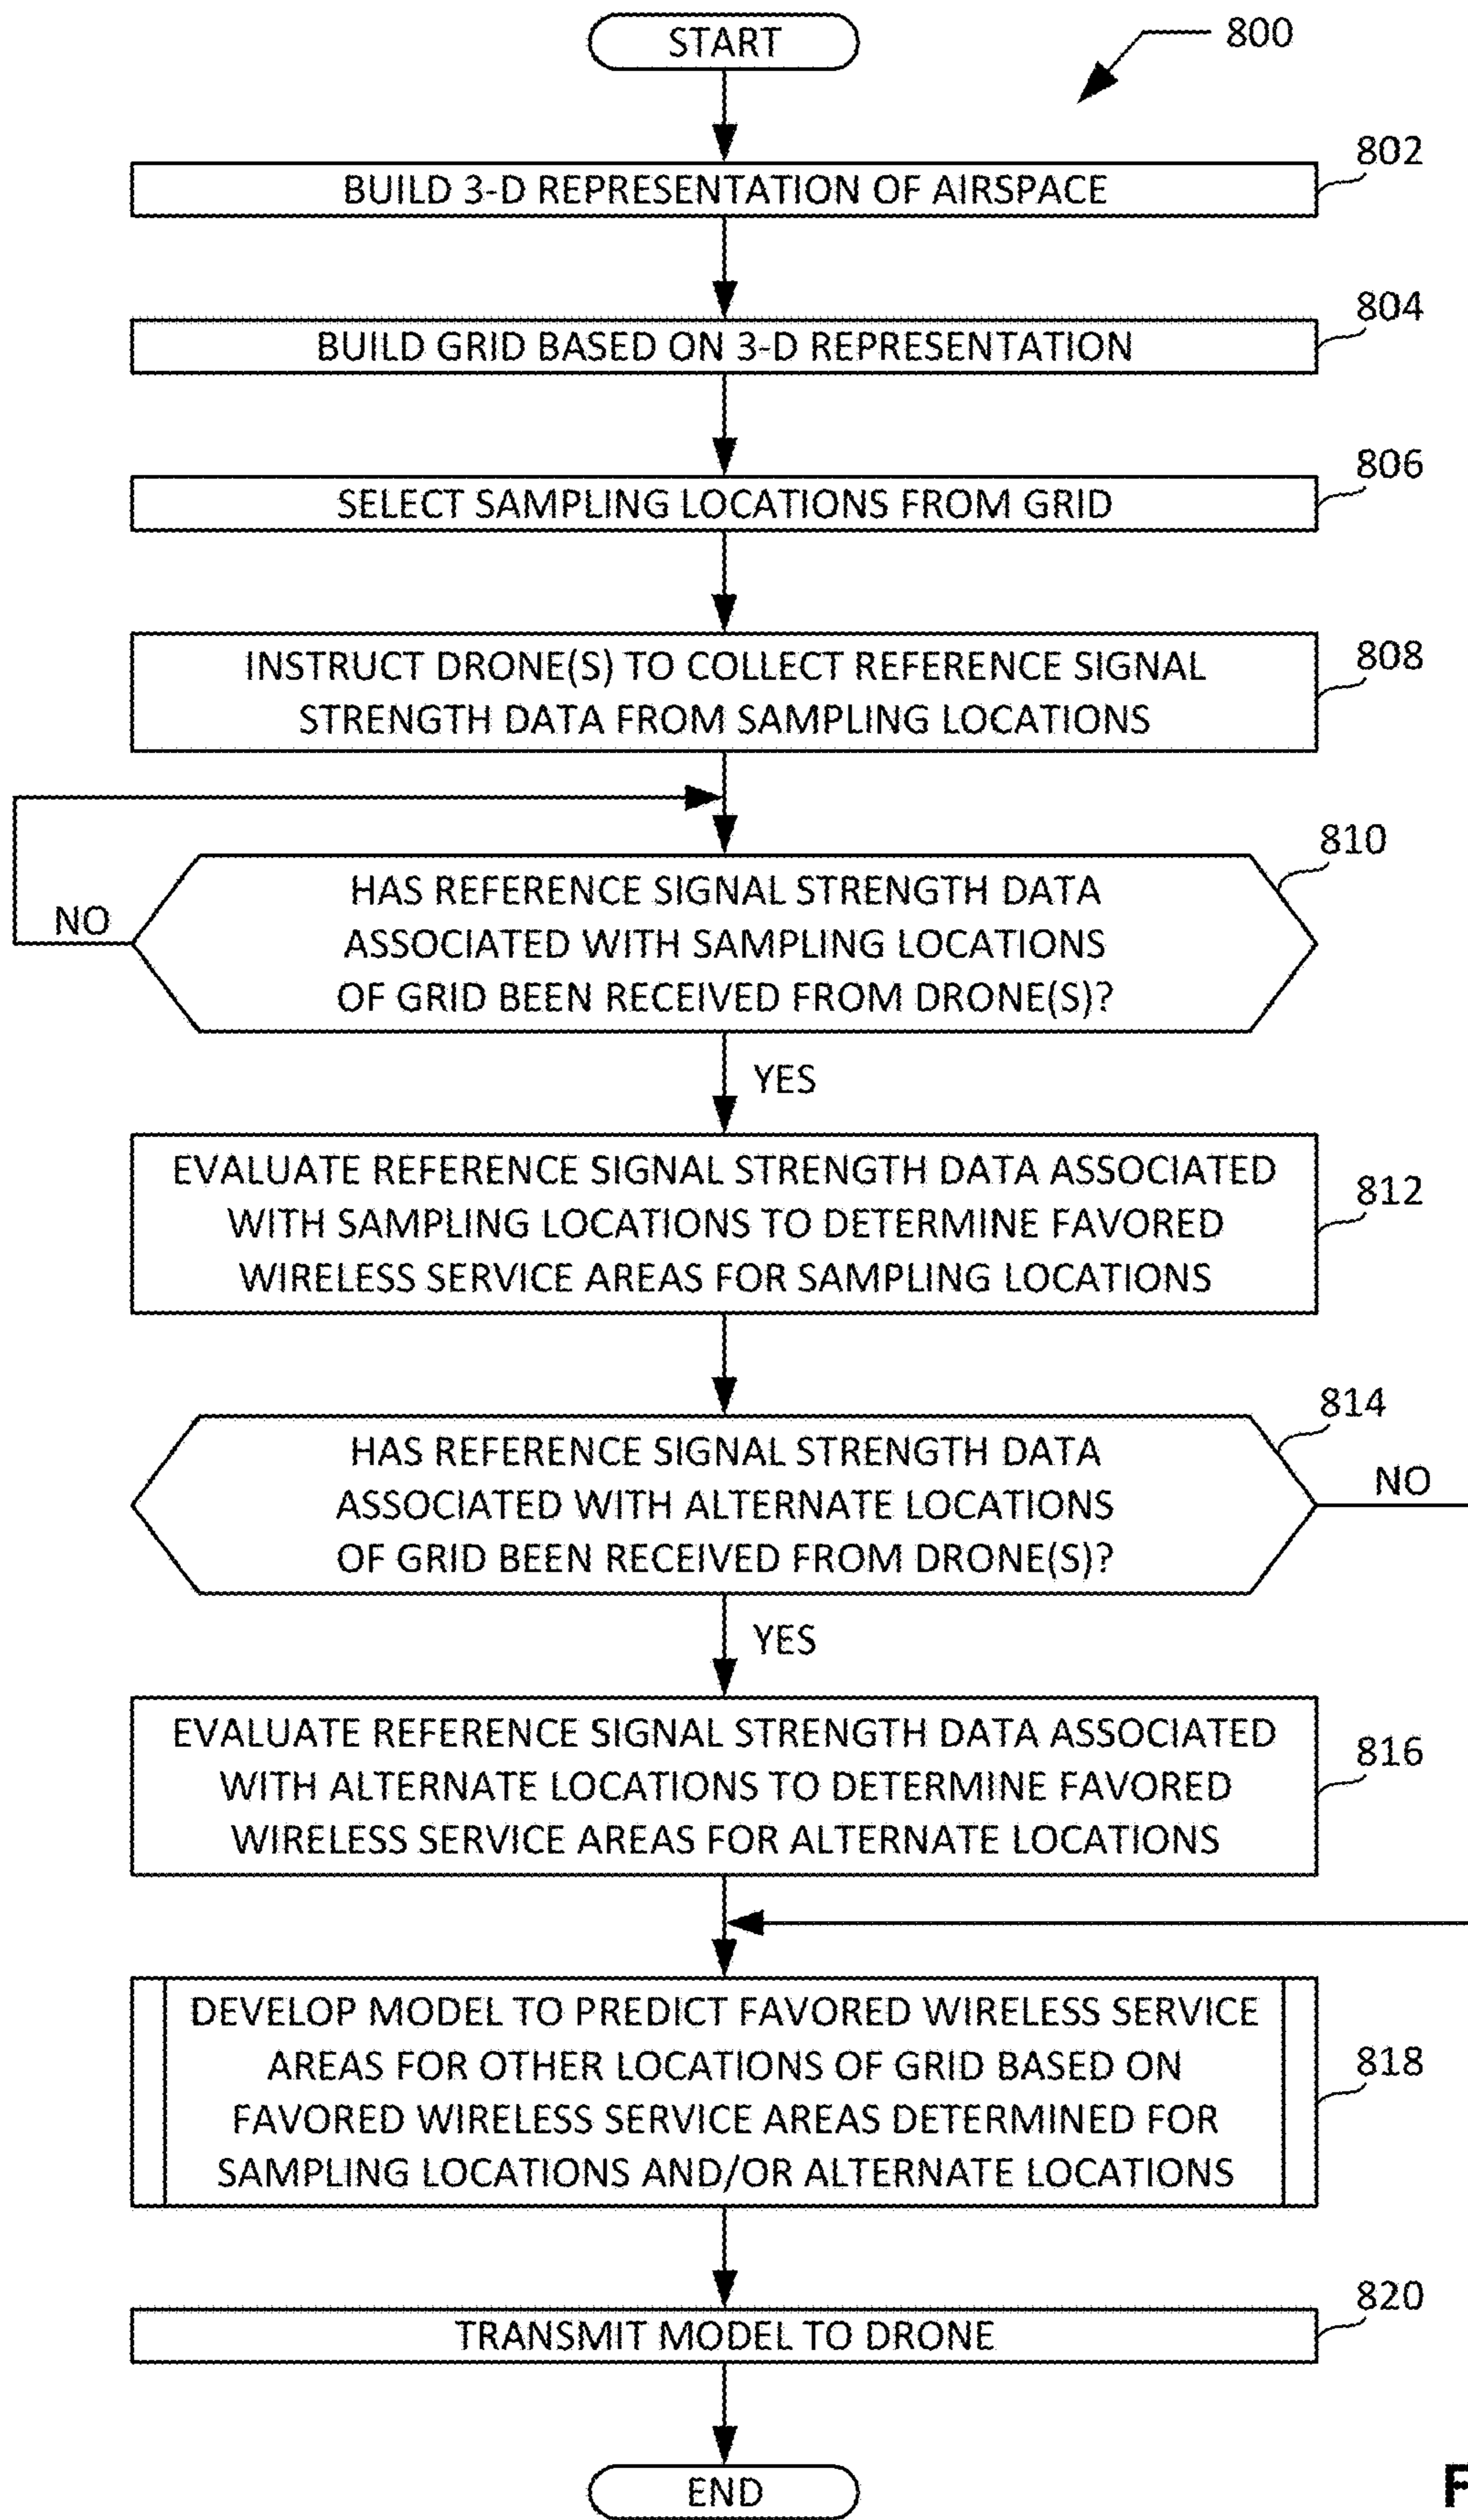 START
800
802
BUILD 3-D REPRESENTATION OF AIRSPACE
804
BUILD GRID BASED ON 3-D REPRESENTATION
806
SELECT SAMPLING LOCATIONS FROM GRID
808
INSTRUCT DRONE(S) TO COLLECT REFERENCE SIGNAL
STRENGTH DATA FROM SAMPLING LOCATIONS
810
HAS REFERENCE SIGNAL STRENGTH DATA
ASSOCIATED WITH SAMPLING LOCATIONS
OF GRID BEEN RECEIVED FROM DRONE(S)?
NO
YES
812
EVALUATE REFERENCE SIGNAL STRENGTH DATA ASSOCIATED
WITH SAMPLING LOCATIONS TO DETERMINE FAVORED
WIRELESS SERVICE AREAS FOR SAMPLING LOCATIONS
814
HAS REFERENCE SIGNAL STRENGTH DATA
ASSOCIATED WITH ALTERNATE LOCATIONS
OF GRID BEEN RECEIVED FROM DRONE(S)?
NO
YES
816
EVALUATE REFERENCE SIGNAL STRENGTH DATA ASSOCIATED
WITH ALTERNATE LOCATIONS TO DETERMINE FAVORED
WIRELESS SERVICE AREAS FOR ALTERNATE LOCATIONS
818
DEVELOP MODEL TO PREDICT FAVORED WIRELESS SERVICE
AREAS FOR OTHER LOCATIONS OF GRID BASED ON
FAVORED WIRELESS SERVICE AREAS DETERMINED FOR
SAMPLING LOCATIONS AND/OR ALTERNATE LOCATIONS
820
TRANSMIT MODEL TO DRONE
END